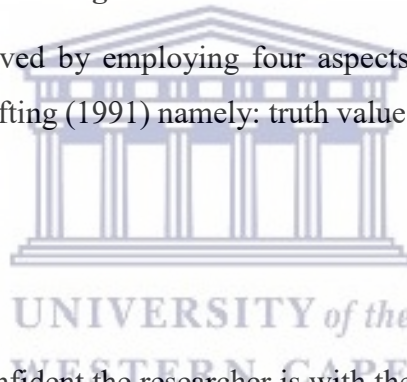 ved by employing four aspects
fting (1991) namely: truth value
UNIVERSITY of the
WESTERN CAPE
nfident the researcher is with the